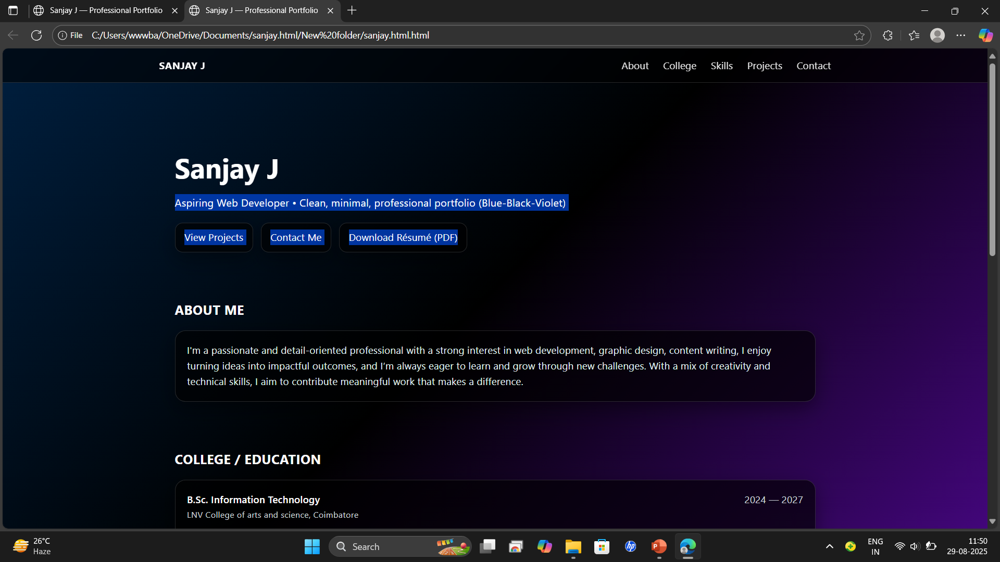 Sanjay J — Professional Portfolio
Sanjay J — Professional Portfolio
File
C:/Users/wwwba/OneDrive/Documents/sanjay.html/New%20folder/sanjay.html.html
SANJAY J
About
College
Skills
Projects
Contact
Sanjay J
Aspiring Web Developer • Clean, minimal, professional portfolio (Blue-Black-Violet)
View Projects
Contact Me
Download Résumé (PDF)
ABOUT ME
I'm a passionate and detail-oriented professional with a strong interest in web development, graphic design, content writing, I enjoy
turning ideas into impactful outcomes, and I’m always eager to learn and grow through new challenges. With a mix of creativity and
technical skills, I aim to contribute meaningful work that makes a difference.
COLLEGE / EDUCATION
B.Sc. Information Technology
2024 — 2027
LNV College of arts and science, Coimbatore
26°C
Haze
Search
hp
P
ENG
IN
11:50
29-08-2025